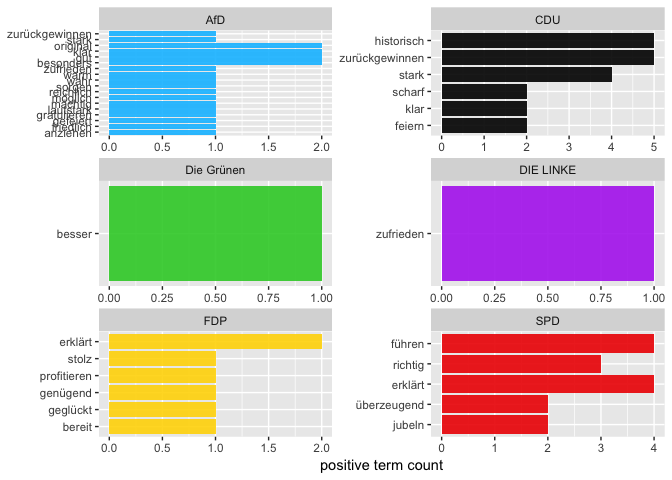 AfD
zurückgewinnen
stark
original
klar
gut
besonders
zufrieden
warm
wahr
sorgen
reichlich
möglich
mächtig
lautstark
gratulieren
gefeiert
friedlich
anziehen
0.0 0.5 1.0 1.5 2.0
CDU
historisch
zurückgewinnen
stark
scharf
klar
feiern
0 1 2 3 4 5
Die Grünen
besser
0.00 0.25 0.50 0.75 1.00
DIE LINKE
zufrieden
0.00 0.25 0.50 0.75 1.00
FDP
erklärt
stolz
profitieren
genügend
geglückt
bereit
0.0 0.5 1.0 1.5 2.0
SPD
führen
richtig
erklärt
überzeugend
jubeln
0 1 2 3 4
positive term count